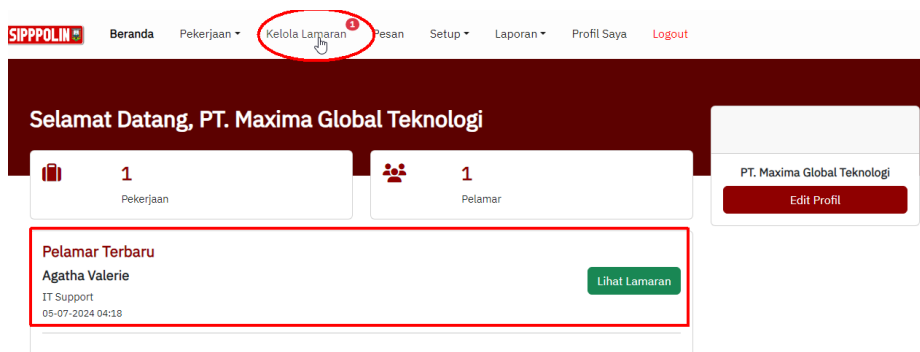 SIPPPOLIN Beranda Pekerjaan Kelola Lamaran 1 Pesan Setup Laporan Profil Saya Logout
Selamat Datang, PT. Maxima Global Teknologi
1
Pekerjaan
1
Pelamar
PT. Maxima Global Teknologi
Edit Profil
Pelamar Terbaru
Agatha Valerie
IT Support
05-07-2024 04:18
Lihat Lamaran